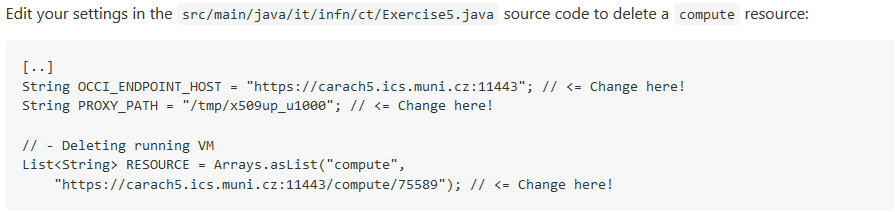 Edit your settings in the src/main/java/it/infn/ct/Exercise5.java source code to delete a compute resource:
[..]
String OCCI_ENDPOINT_HOST = "https://carach5.ics.muni.cz:11443"; // <= Change here!
String PROXY_PATH = "/tmp/x509up_u1000"; // <= Change here!

// - Deleting running VM
List<String> RESOURCE = Arrays.asList("compute",
    "https://carach5.ics.muni.cz:11443/compute/75589"); // <= Change here!